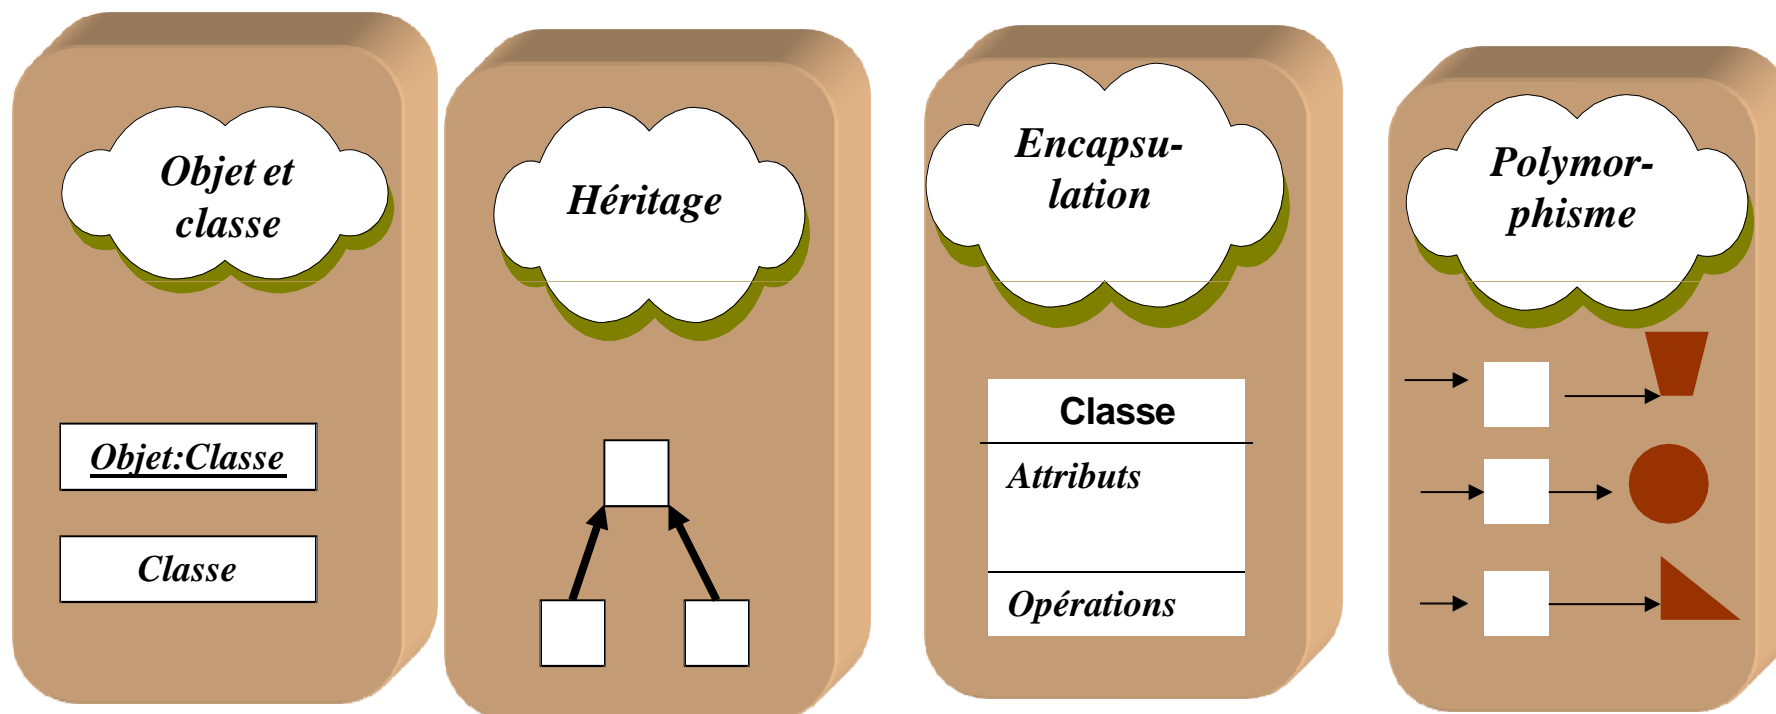 Objet et
classe
Objet:Classe
Classe
Héritage
Encapsu-
lation
Classe
Attributs
Opérations
Polymor-
phisme